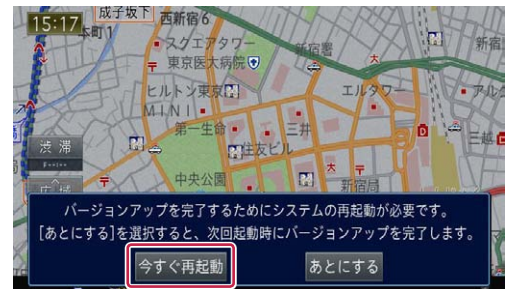 成子坂下
西新宿6
15:17
本町1
スクエアタワー
新宿署
新宿
東京医大病院
ヒルトン東京
MINI
エルタワー
アルタ
第一生命
三井
渋滞
住友ビル
三越
中央公園
新宿局
広域
バージョンアップを完了するためにシステムの再起動が必要です。
[あとにする]を選択すると、次回起動時にバージョンアップを完了します。
今すぐ再起動
あとにする